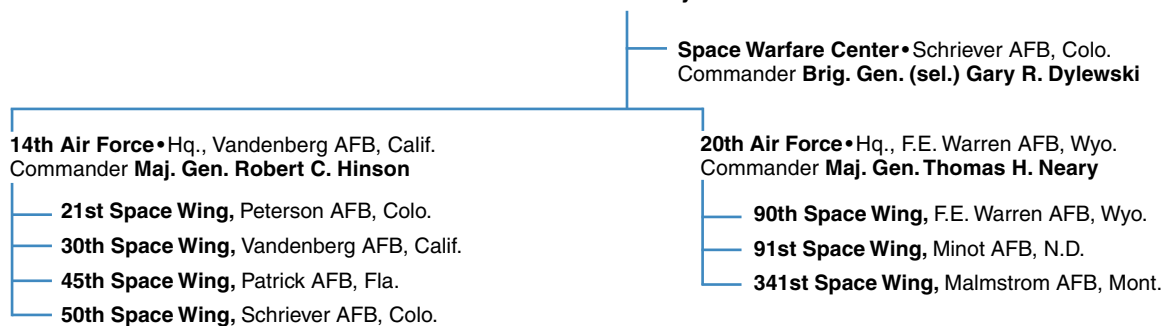 Space Warfare Center•Schriever AFB, Colo.
Commander Brig. Gen. (sel.) Gary R. Dylewski
14th Air Force•Hq., Vandenberg AFB, Calif.
Commander Maj. Gen. Robert C. Hinson
21st Space Wing, Peterson AFB, Colo.
30th Space Wing, Vandenberg AFB, Calif.
45th Space Wing, Patrick AFB, Fla.
50th Space Wing, Schriever AFB, Colo.
20th Air Force•Hq., F.E. Warren AFB, Wyo.
Commander Maj. Gen. Thomas H. Neary
90th Space Wing, F.E. Warren AFB, Wyo.
91st Space Wing, Minot AFB, N.D.
341st Space Wing, Malmstrom AFB, Mont.